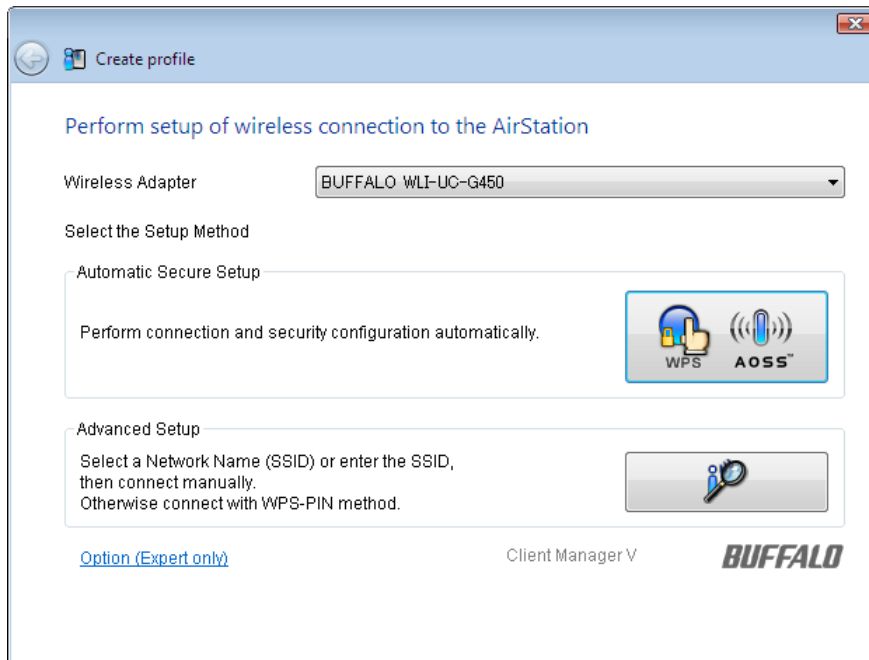 Create profile
Perform setup of wireless connection to the AirStation
Wireless Adapter
BUFFALO WLI-UC-G450
Select the Setup Method
Automatic Secure Setup
Perform connection and security configuration automatically.
WPS
AOSS™
Advanced Setup
Select a Network Name (SSID) or enter the SSID,
then connect manually.
Otherwise connect with WPS-PIN method.
Option (Expert only)
Client Manager V
BUFFALO